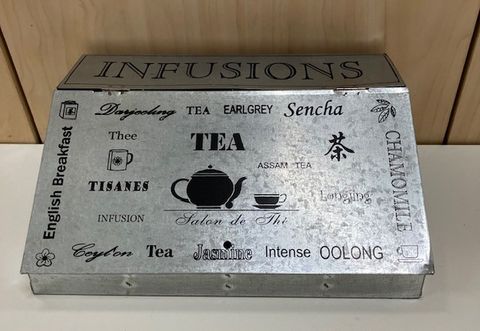 INFUSIONS
Darjeeling TEA EARLGREY Sencha
English Breakfast
Thee
TEA
茶
CHAMOMILE
ASSAM TEA
TISANES
Longjing
INFUSION
Salon de Thé
Ceylon Tea Jasmine Intense OOLONG